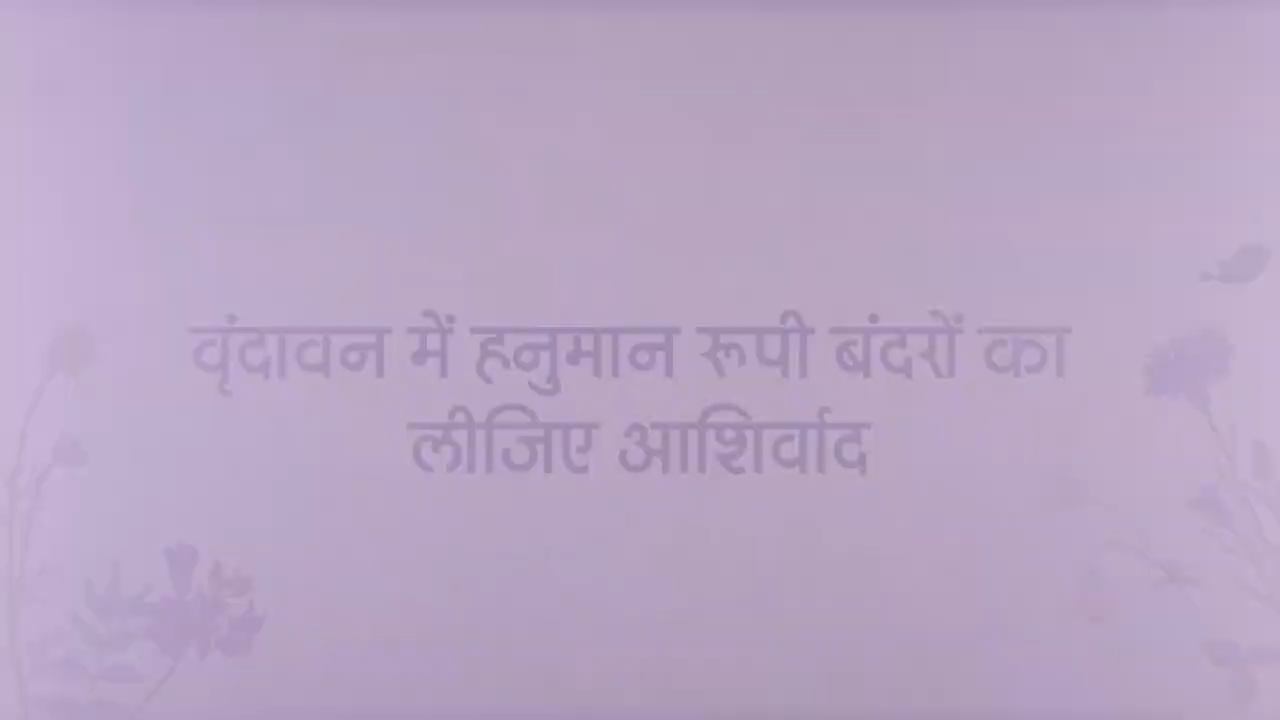 वृंदावन में हनुमान रूपी बंदरों का
लीजिए आशिर्वाद